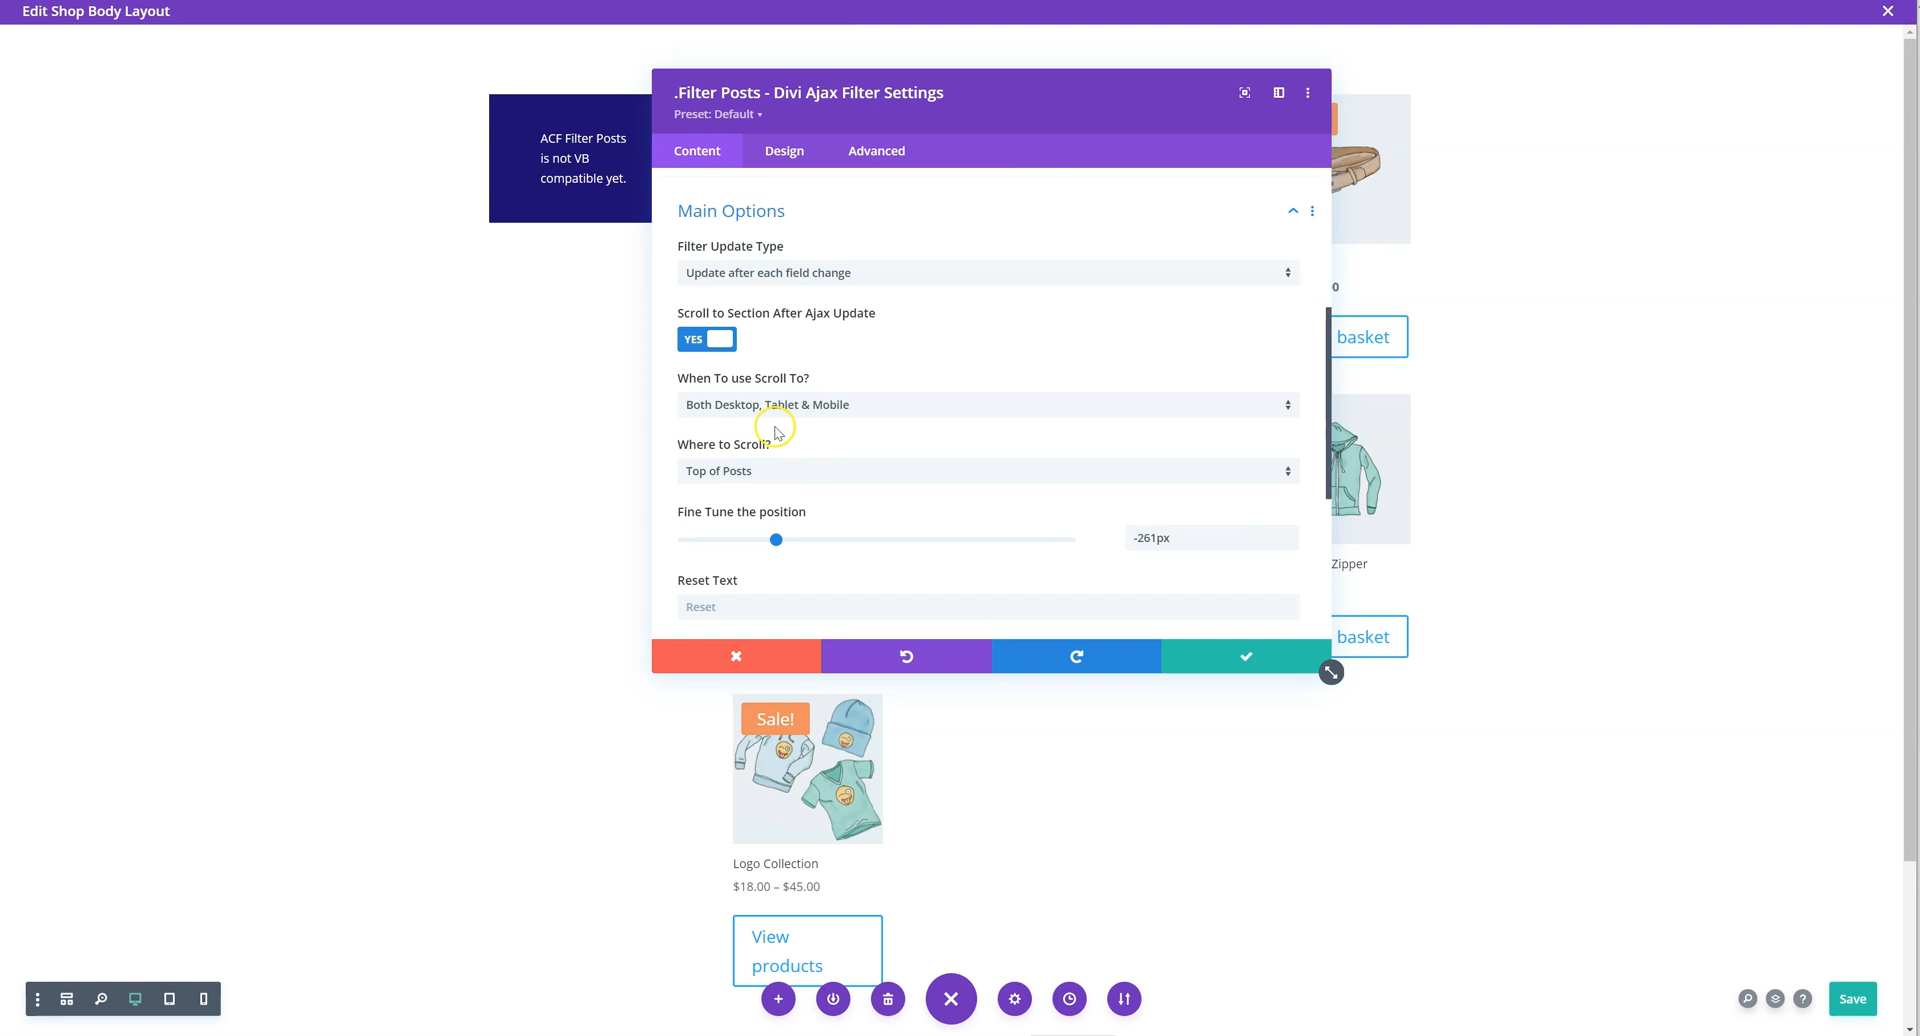 Edit Shop Body Layout
.Filter Posts - Divi Ajax Filter Settings
Preset: Default
Content Design Advanced
ACF Filter Posts
is not VB
compatible yet.
Main Options
Filter Update Type
Update after each field change
Scroll to Section After Ajax Update
YES
When To use Scroll To?
Both Desktop, Tablet & Mobile
Where to Scroll?
Top of Posts
Fine Tune the position
-261px
Reset Text
Reset
0
basket
Zipper
basket
Sale!
Logo Collection
$18.00 – $45.00
View
products
Save